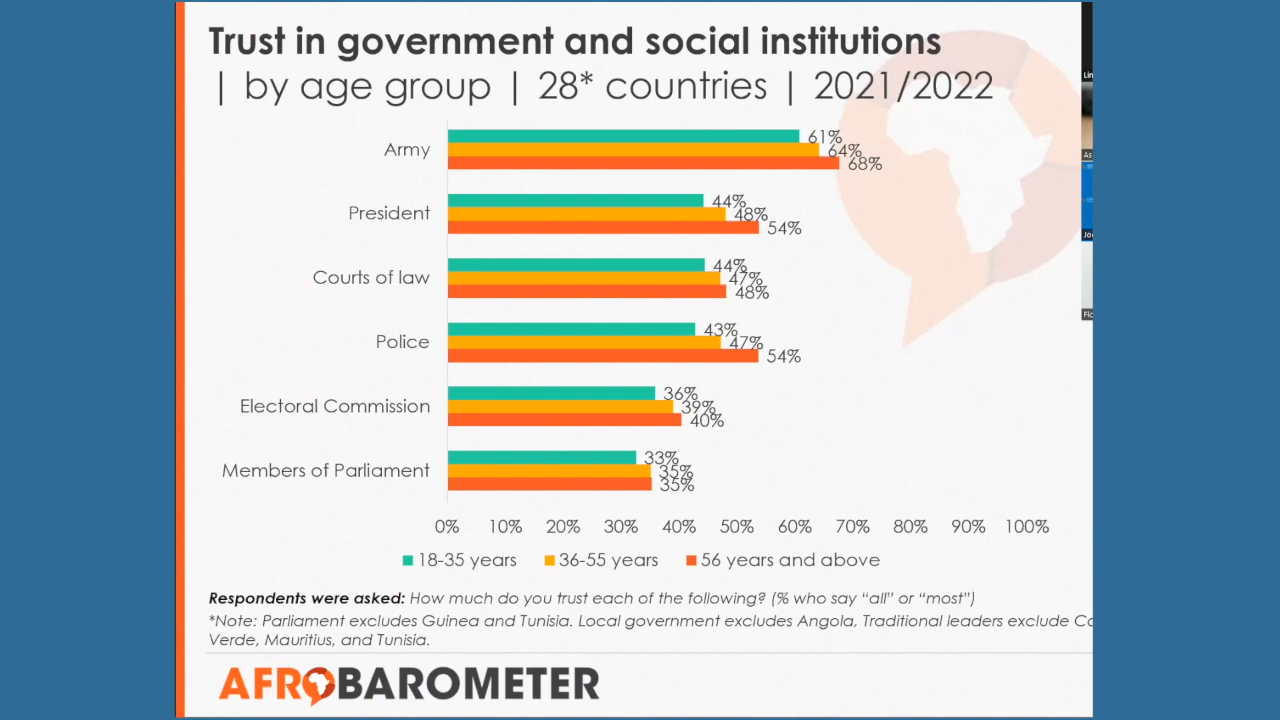 Trust in government and social institutions
| by age group | 28* countries | 2021/2022
Army
61%
64%
68%
President
44%
48%
54%
Courts of law
44%
47%
48%
Police
43%
47%
54%
Electoral Commission
36%
39%
40%
Members of Parliament
33%
35%
35%
0% 10% 20% 30% 40% 50% 60% 70% 80% 90% 100%
18-35 years 36-55 years 56 years and above
Respondents were asked: How much do you trust each of the following? (% who say “all” or “most”)
*Note: Parliament excludes Guinea and Tunisia. Local government excludes Angola, Traditional leaders exclude
Verde, Mauritius, and Tunisia.
AFROBAROMETER